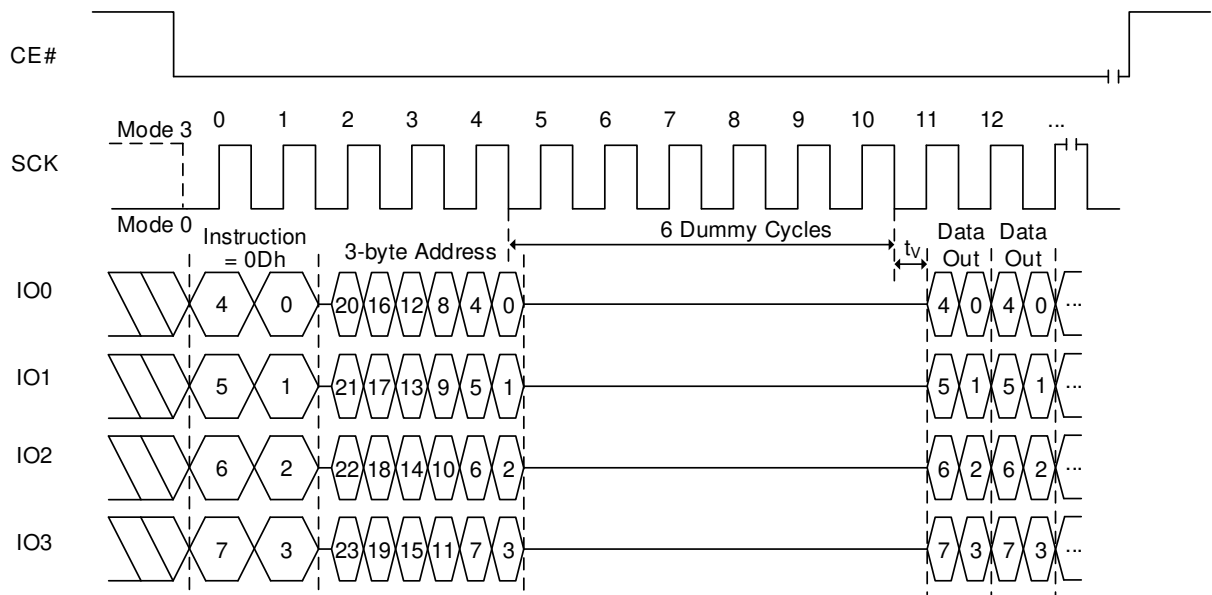 CE#
0 1 2 3 4 5 6 7 8 9 10 11 12 ...
Mode 3
SCK
Mode 0
Instruction
= 0Dh
3-byte Address
6 Dummy Cycles
tV
Data
Out
Data
Out
IO0 4 0 20 16 12 8 4 0 4 0 4 0 ...
IO1 5 1 21 17 13 9 5 1 5 1 5 1 ...
IO2 6 2 22 18 14 10 6 2 6 2 6 2 ...
IO3 7 3 23 19 15 11 7 3 7 3 7 3 ...